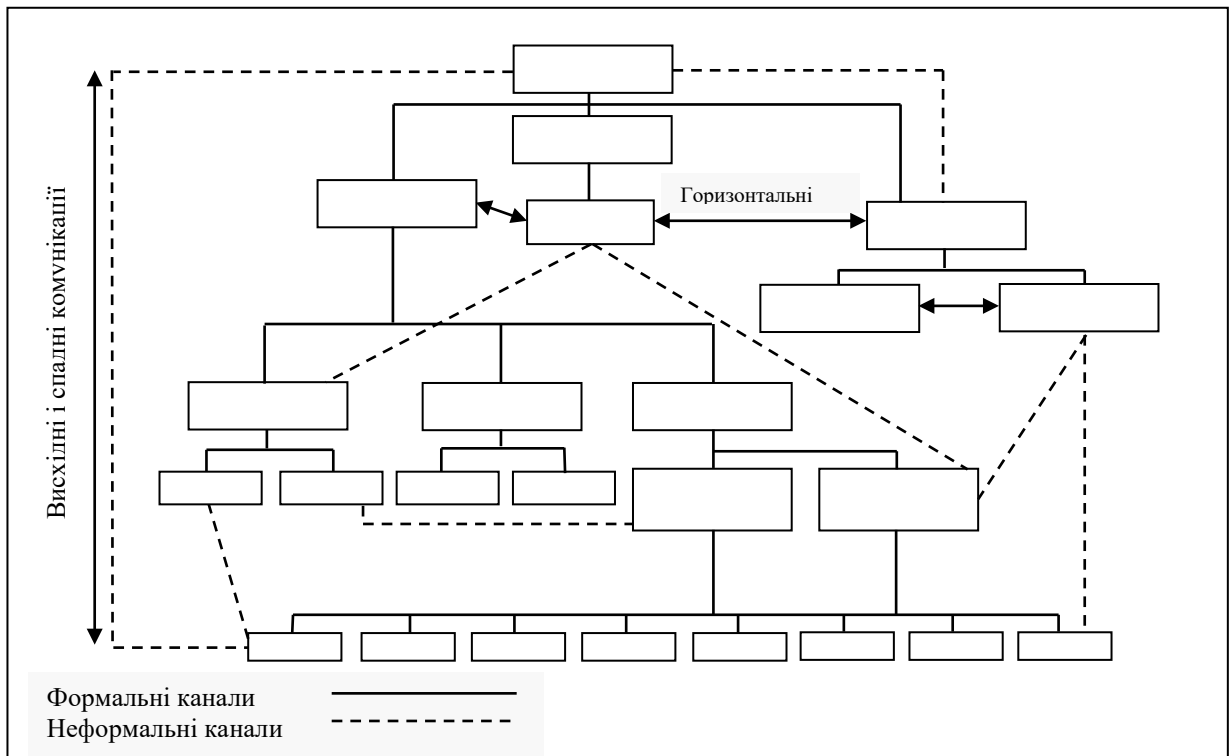 Горизонтальні
Висхідні і спадні комунікації
Формальні канали
Неформальні канали